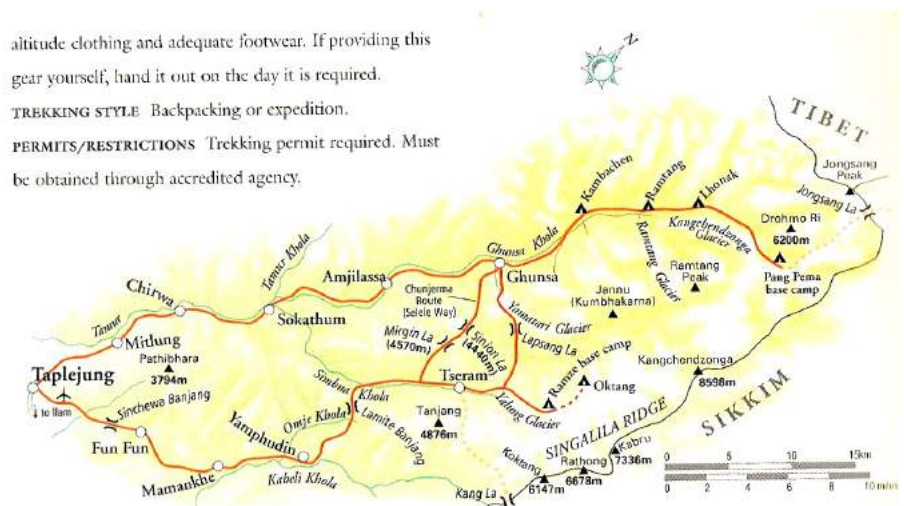 altitude clothing and adequate footwear. If providing this
gear yourself, hand it out on the day it is required.
TREKKING STYLE Backpacking or expedition.
PERMITS/RESTRICTIONS Trekking permit required. Must
be obtained through accredited agency.
N
TIBET
Jongsang
Peak
Jongsang La
Kambachen
Ramtang
Lhonak
Drohmo Ri
6200m
Kangchendzonga
Glacier
Pang Pema
base camp
Ghunsa Khola
Ghunsa
Ramtang Glacier
Ramtang
Peak
Jannu
(Kumbhakarna)
Tamur Khola
Amjilassa
Chunjerma
Route
(Selele Way)
Chirwa
Sokathum
Mirgin La
(4570m)
Sinion La
(4440m)
Yamatari Glacier
Lapsang La
Tamur
Mitlung
Pathibhara
3794m
Taplejung
to Ilam
Sinchewa Banjang
Fun Fun
Mamankhe
Yamphudin
Kabeli Khola
Omje Khola
Simbua
Khola
Lamite Banjang
Tseram
Tanjang
4876m
Yalung Glacier
Ramze base camp
Oktang
Kangchendzonga
8598m
SIKKIM
SINGALILA RIDGE
Kabru
7336m
Rathong
6678m
Koktang
6147m
Kang La
0 5 10 15km
0 2 4 6 8 10 miles